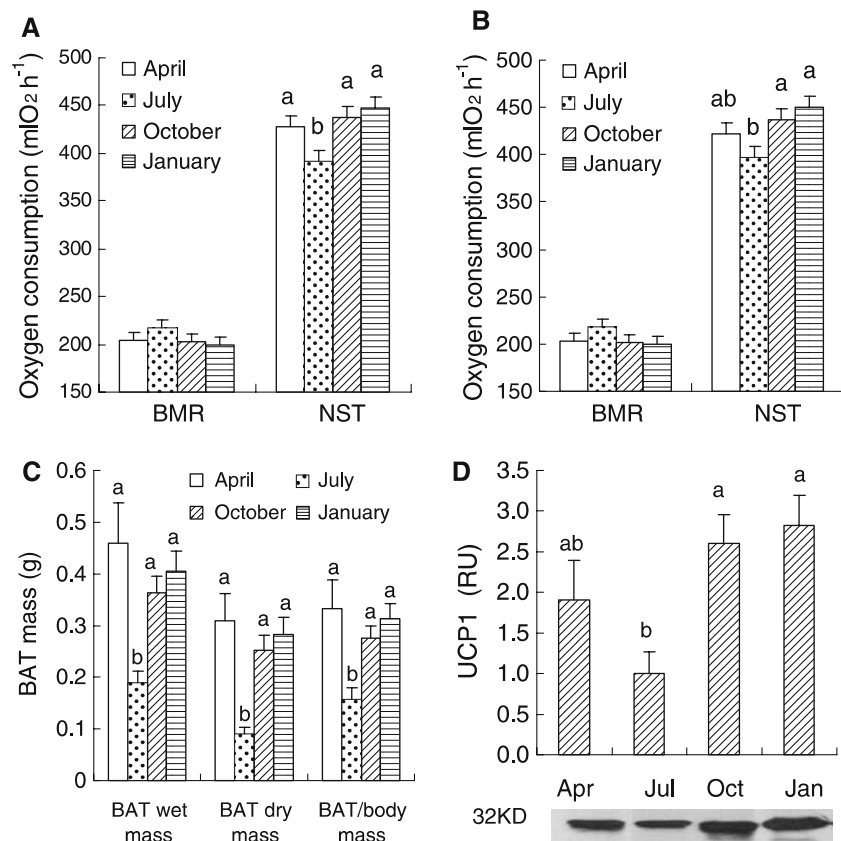 A
Oxygen consumption (mlO2 h-1)
500
450
400
350
300
250
200
150
April
July
October
January
a
b
a
a
BMR
NST
B
Oxygen consumption (mlO2 h-1)
500
450
400
350
300
250
200
150
April
July
October
January
ab
b
a
a
BMR
NST
C
BAT mass (g)
0.6
0.5
0.4
0.3
0.2
0.1
0
April
July
October
January
a
b
a
a
a
b
a
a
a
b
a
a
BAT wet
mass
BAT dry
mass
BAT/body
mass
D
UCP1 (RU)
3.5
3.0
2.5
2.0
1.5
1.0
0.5
0.0
ab
b
a
a
Apr
Jul
Oct
Jan
32KD